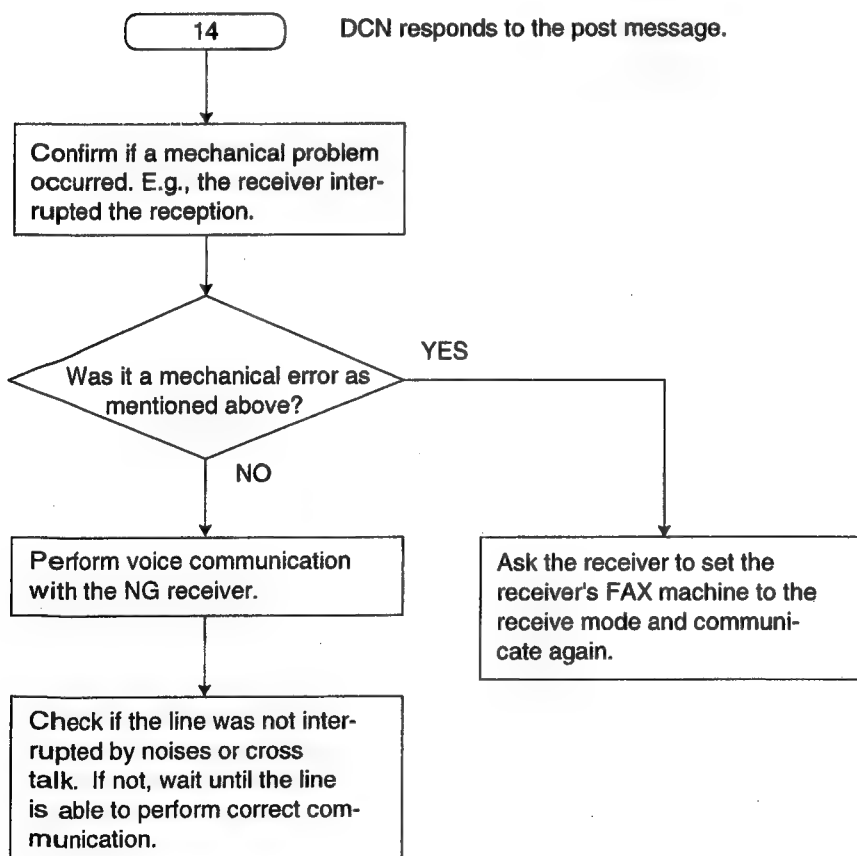 14
DCN responds to the post message.
Confirm if a mechanical problem
occurred. E.g., the receiver inter-
rupted the reception.
Was it a mechanical error as
mentioned above?
YES
NO
Perform voice communication
with the NG receiver.
Ask the receiver to set the
receiver's FAX machine to the
receive mode and communi-
cate again.
Check if the line was not inter-
rupted by noises or cross
talk. If not, wait until the line
is able to perform correct com-
munication.